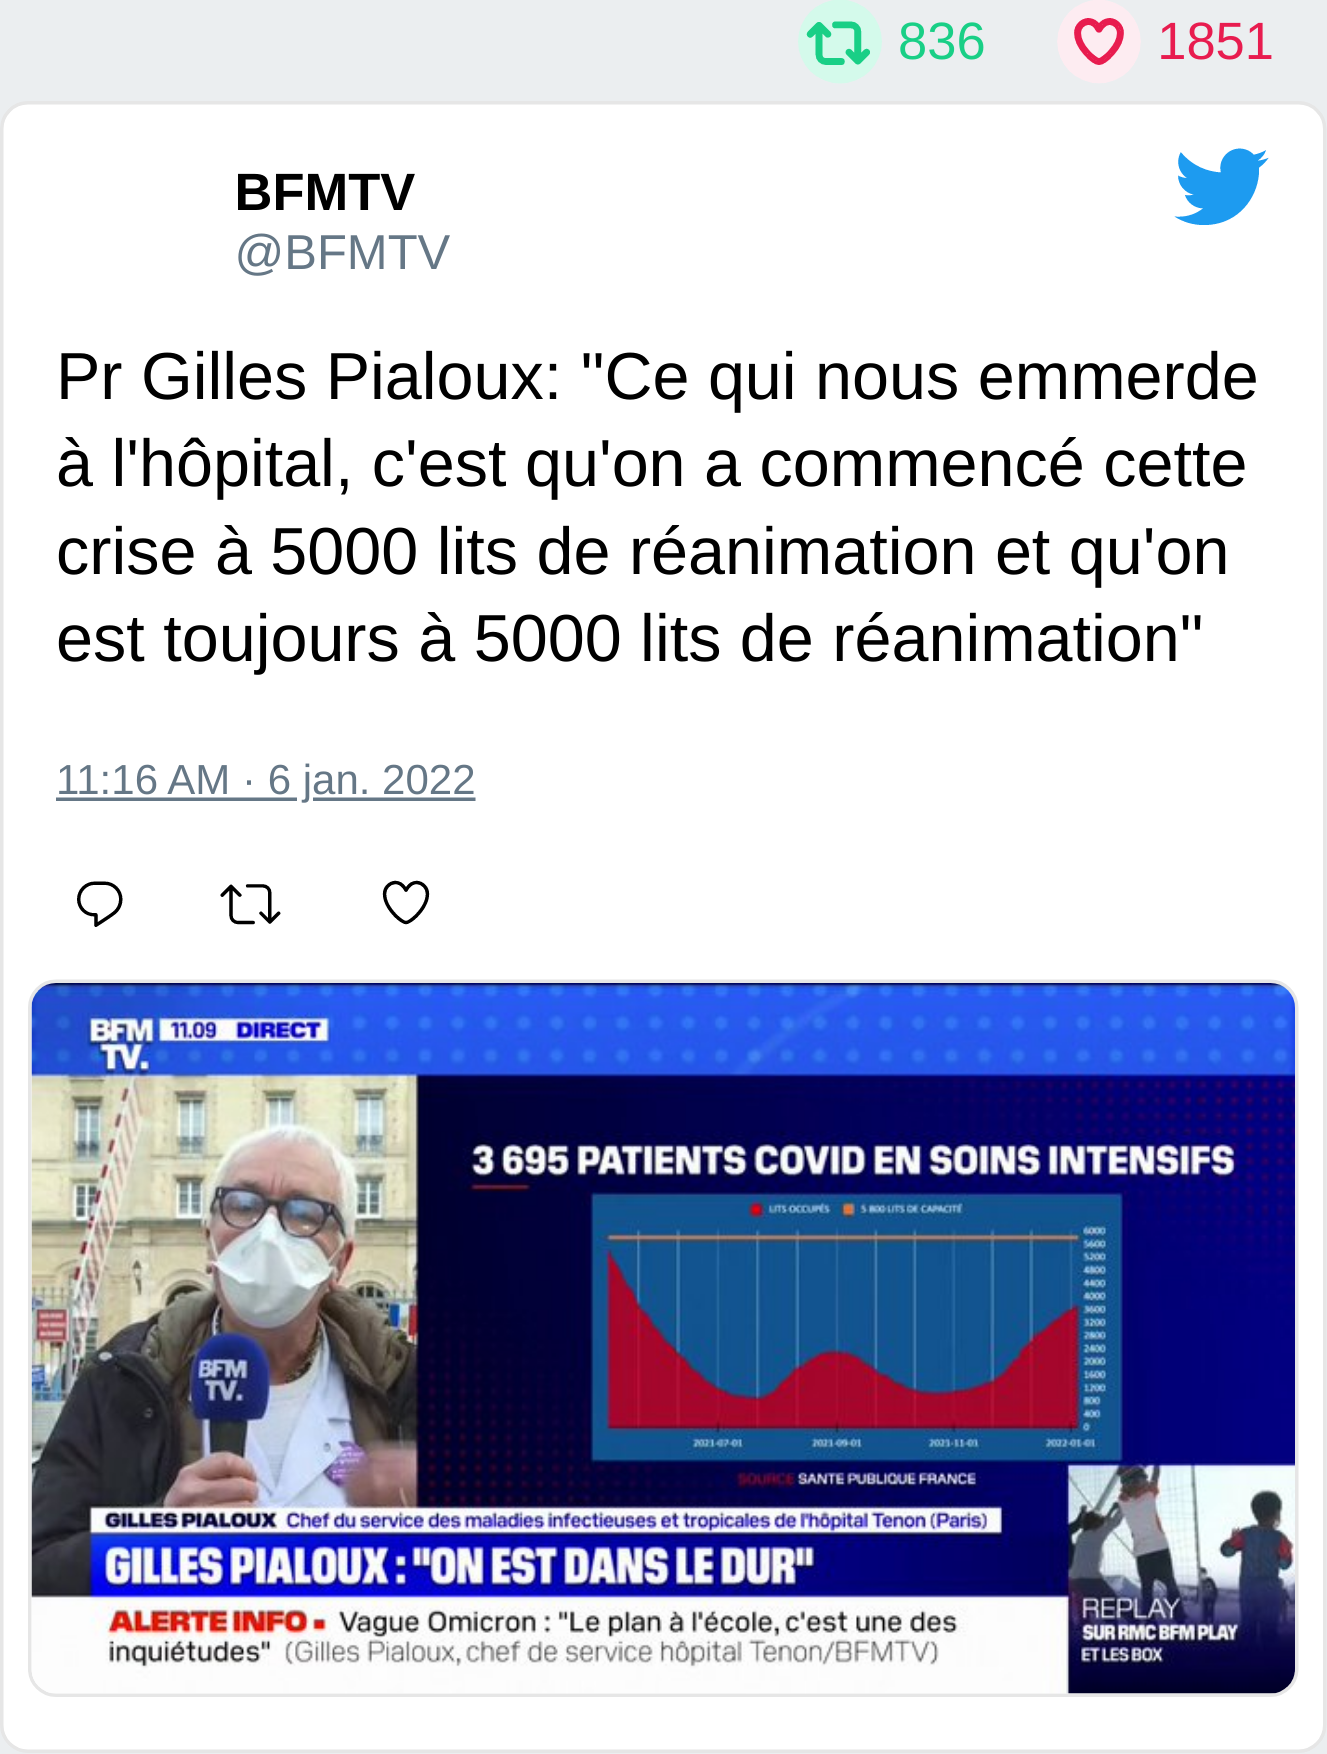 836 1851
BFMTV
@BFMTV
Pr Gilles Pialoux: "Ce qui nous emmerde
à l'hôpital, c'est qu'on a commencé cette
crise à 5000 lits de réanimation et qu'on
est toujours à 5000 lits de réanimation"
11:16 AM · 6 jan. 2022
BFM 11.09 DIRECT
TV.
3 695 PATIENTS COVID EN SOINS INTENSIFS
LITS OCCUPÉS 5 800 LITS DE CAPACITÉ
6000
5600
5200
4800
4400
4000
3600
3200
2800
2400
2000
1600
1200
800
400
0
2021-07-01 2021-09-01 2021-11-01 2022-01-01
SOURCE SANTE PUBLIQUE FRANCE
BFM
TV.
GILLES PIALOUX Chef du service des maladies infectieuses et tropicales de l'hôpital Tenon (Paris)
GILLES PIALOUX : "ON EST DANS LE DUR"
ALERTE INFO Vague Omicron : "Le plan à l'école, c'est une des
inquiétudes" (Gilles Pialoux, chef de service hôpital Tenon/BFMTV)
REPLAY
SUR RMC BFM PLAY
ET LES BOX